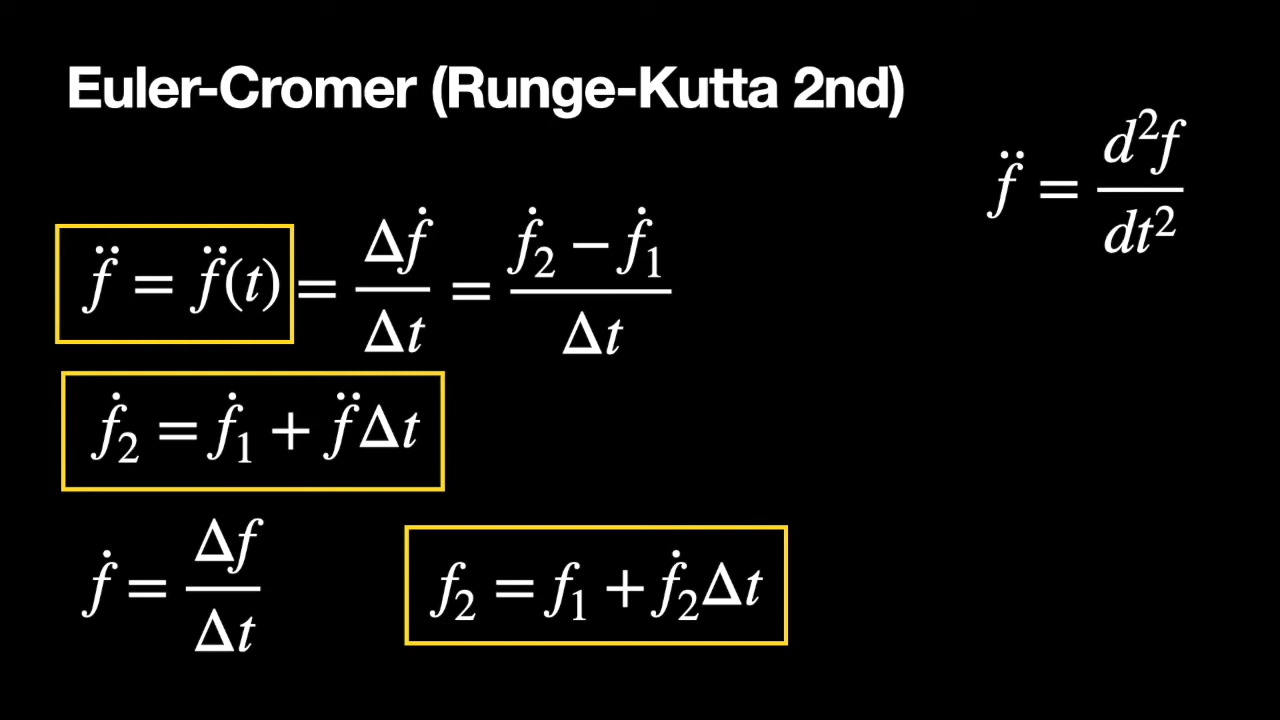 Euler-Cromer (Runge-Kutta 2nd)
f̈ = d²f/dt²
f̈ = f̈(t) = Δḟ/Δt = (ḟ₂ − ḟ₁)/Δt
ḟ₂ = ḟ₁ + f̈Δt
ḟ = Δf/Δt
f₂ = f₁ + ḟ₂Δt